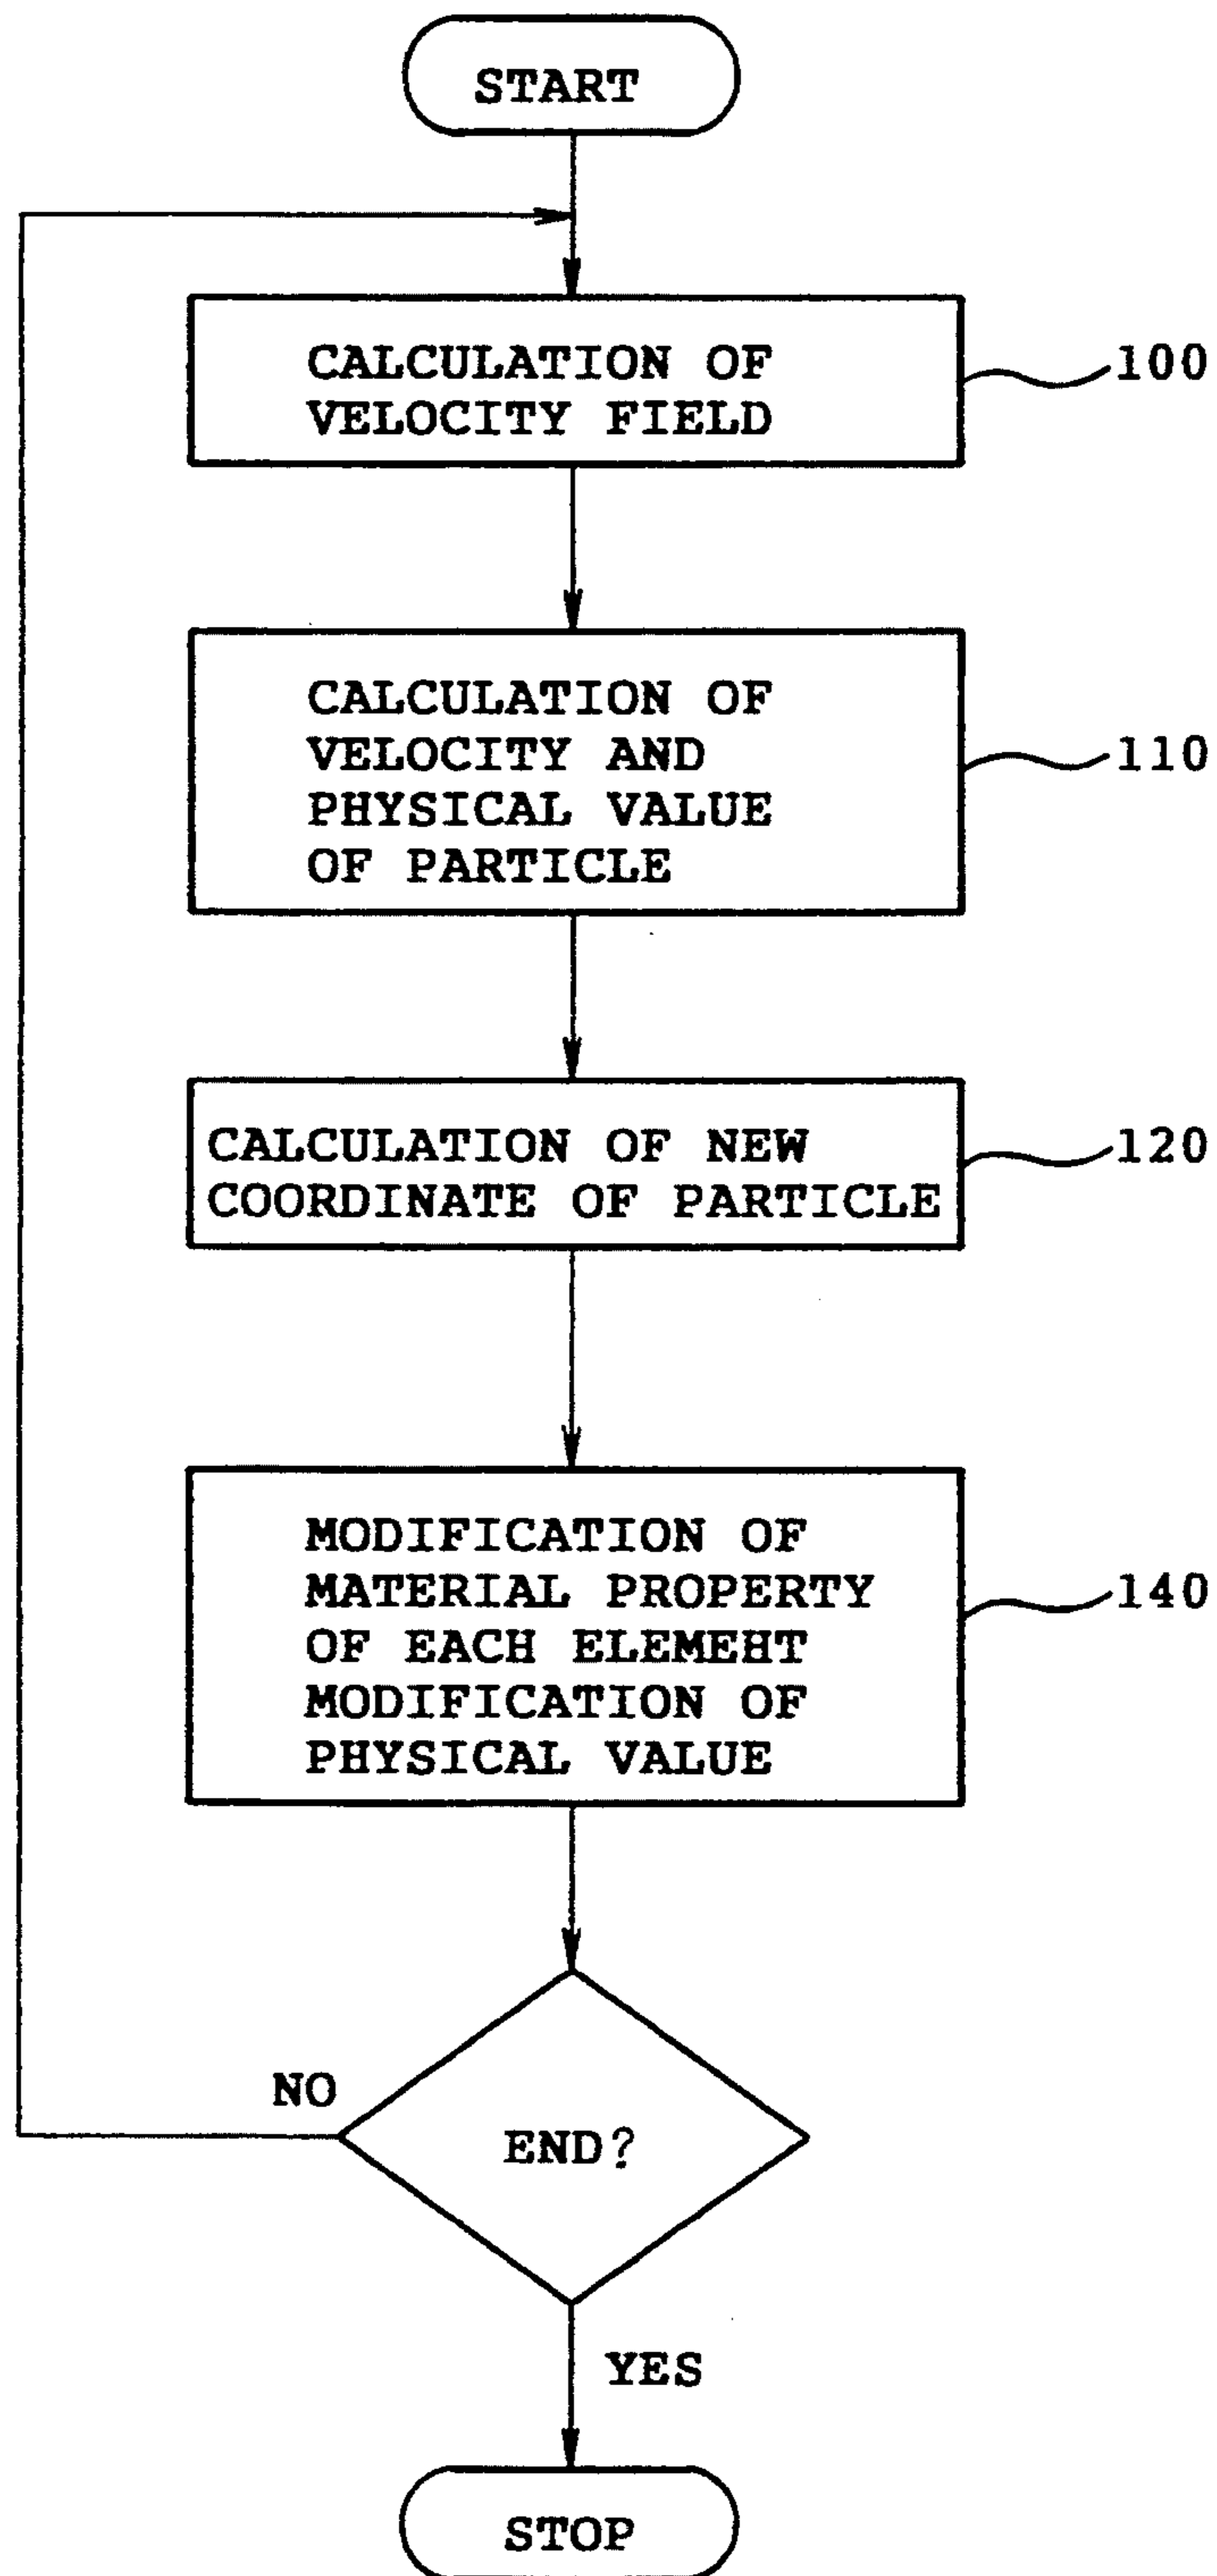 START
CALCULATION OF
VELOCITY FIELD
100
CALCULATION OF
VELOCITY AND
PHYSICAL VALUE
OF PARTICLE
110
CALCULATION OF NEW
COORDINATE OF PARTICLE
120
MODIFICATION OF
MATERIAL PROPERTY
OF EACH ELEMEHT
MODIFICATION OF
PHYSICAL VALUE
140
NO
END?
YES
STOP